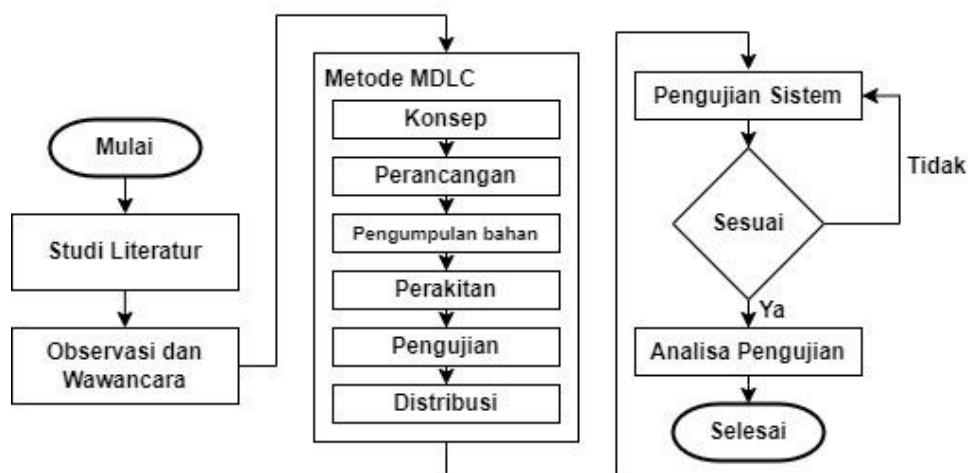 Mulai
Studi Literatur
Observasi dan
Wawancara
Metode MDLC
Konsep
Perancangan
Pengumpulan bahan
Perakitan
Pengujian
Distribusi
Pengujian Sistem
Tidak
Sesuai
Ya
Analisa Pengujian
Selesai